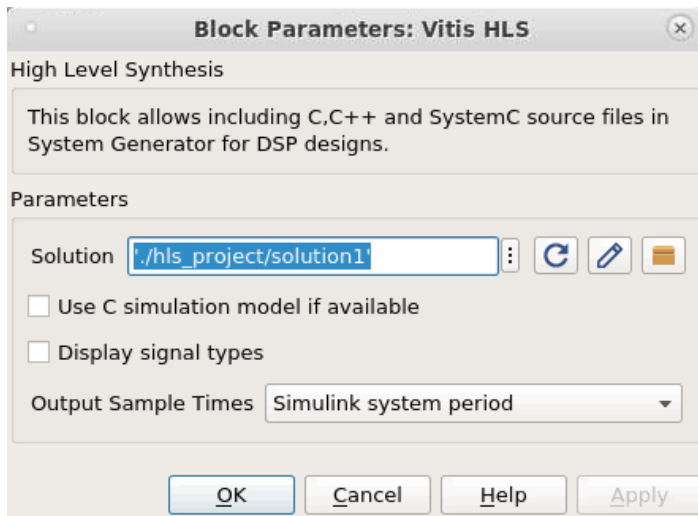 Block Parameters: Vitis HLS
High Level Synthesis
This block allows including C,C++ and SystemC source files in
System Generator for DSP designs.
Parameters
Solution './hls_project/solution1'
Use C simulation model if available
Display signal types
Output Sample Times Simulink system period
OK Cancel Help Apply